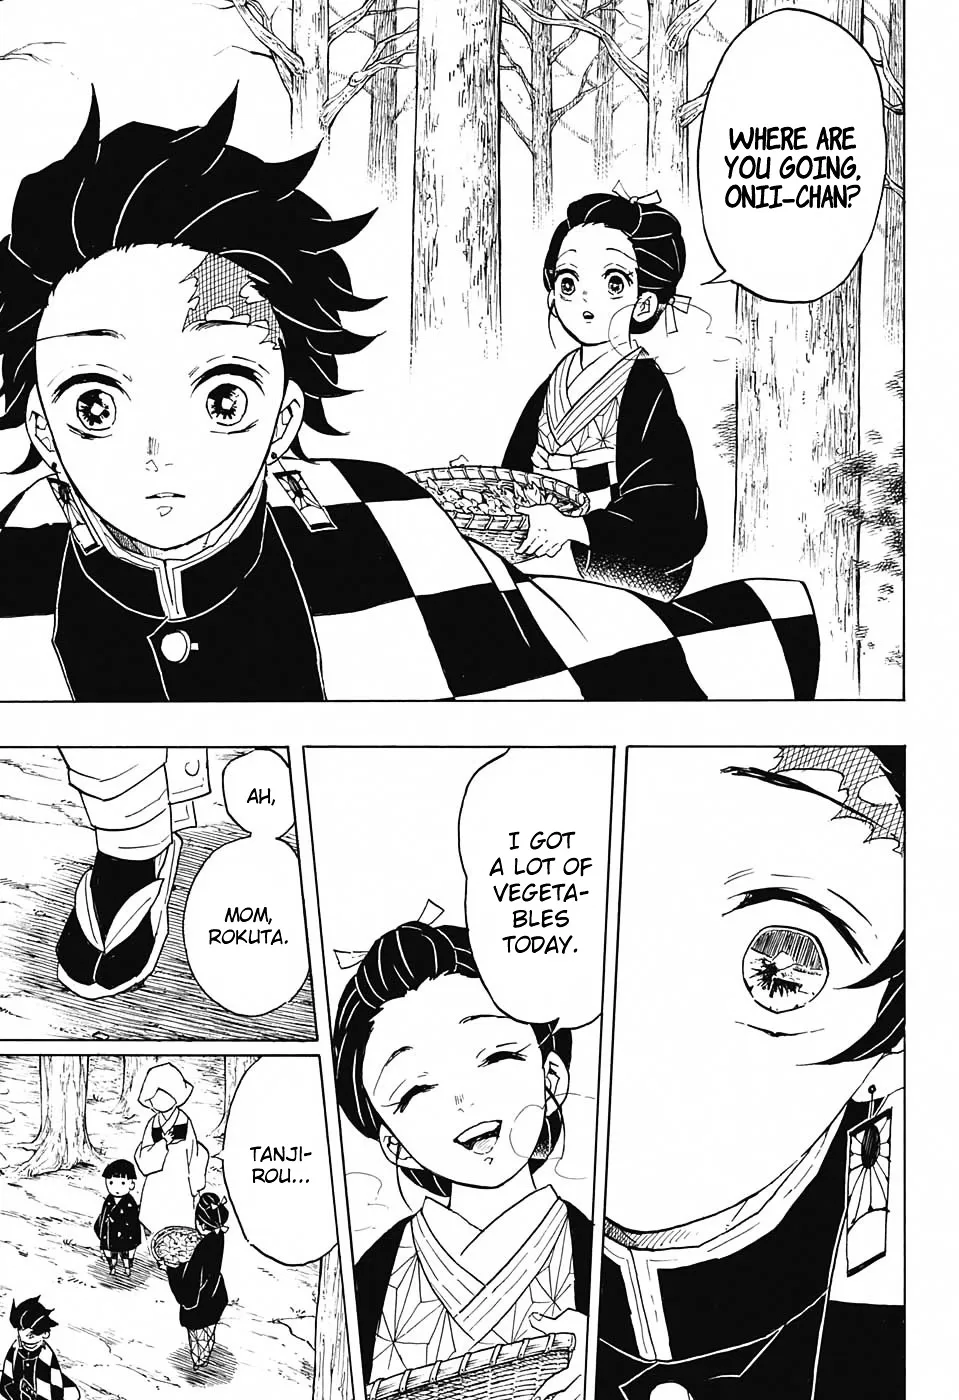 WHERE ARE
YOU GOING,
ONII-CHAN?
I GOT
A LOT OF
VEGETA-
BLES
TODAY.
AH,
MOM,
ROKUTA.
TANJI-
ROU...